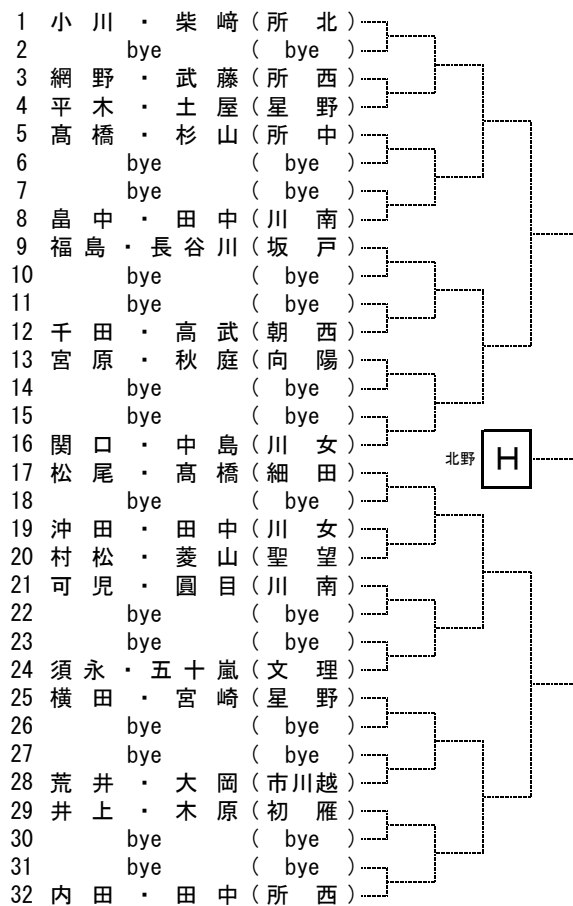 1 小川・柴﨑(所北)
2 bye (bye)
3 網野・武藤(所西)
4 平木・土屋(星野)
5 髙橋・杉山(所中)
6 bye (bye)
7 bye (bye)
8 畠中・田中(川南)
9 福島・長谷川(坂戸)
10 bye (bye)
11 bye (bye)
12 千田・高武(朝西)
13 宮原・秋庭(向陽)
14 bye (bye)
15 bye (bye)
16 関口・中島(川女)
北野 H
17 松尾・髙橋(細田)
18 bye (bye)
19 沖田・田中(川女)
20 村松・菱山(聖望)
21 可児・圓目(川南)
22 bye (bye)
23 bye (bye)
24 須永・五十嵐(文理)
25 横田・宮崎(星野)
26 bye (bye)
27 bye (bye)
28 荒井・大岡(市川越)
29 井上・木原(初雁)
30 bye (bye)
31 bye (bye)
32 内田・田中(所西)